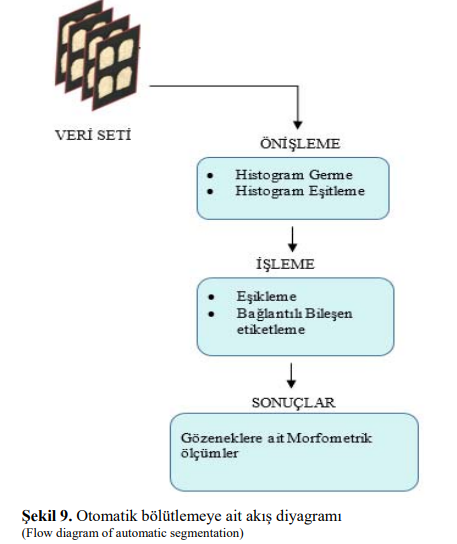 VERİ SETİ
ÖNİŞLEME
• Histogram Germe
• Histogram Eşitleme
İŞLEME
• Eşikleme
• Bağlantılı Bileşen
etiketleme
SONUÇLAR
Gözeneklere ait Morfometrik
ölçümler
Şekil 9. Otomatik bölütlemeye ait akış diyagramı
(Flow diagram of automatic segmentation)